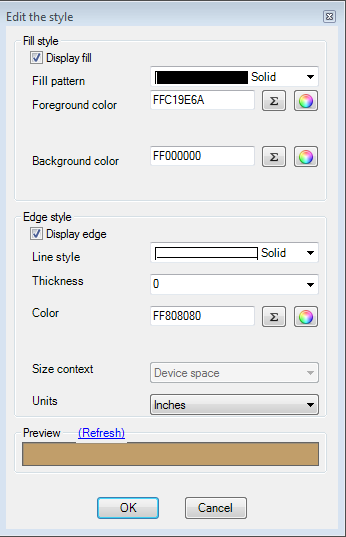 Edit the style
Fill style
Display fill
Fill pattern Solid
Foreground color FFC19E6A Σ
Background color FF000000 Σ
Edge style
Display edge
Line style Solid
Thickness 0
Color FF808080 Σ
Size context Device space
Units Inches
Preview (Refresh)
OK Cancel